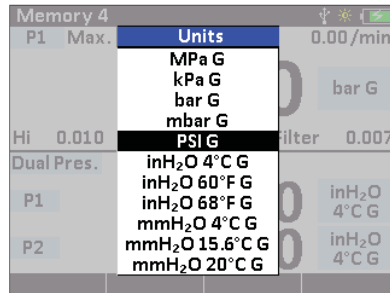 Memory 4
P1 Max. Units 0.00/min
MPa G
kPa G
bar G
bar G
mbar G
Hi 0.010 PSI G Filter 0.007
Dual Pres. inH₂O 4°C G
inH₂O 60°F G
P1 inH₂O 68°F G 0 inH₂O
4°C G
mmH₂O 4°C G
P2 mmH₂O 15.6°C G 0 inH₂O
4°C G
mmH₂O 20°C G